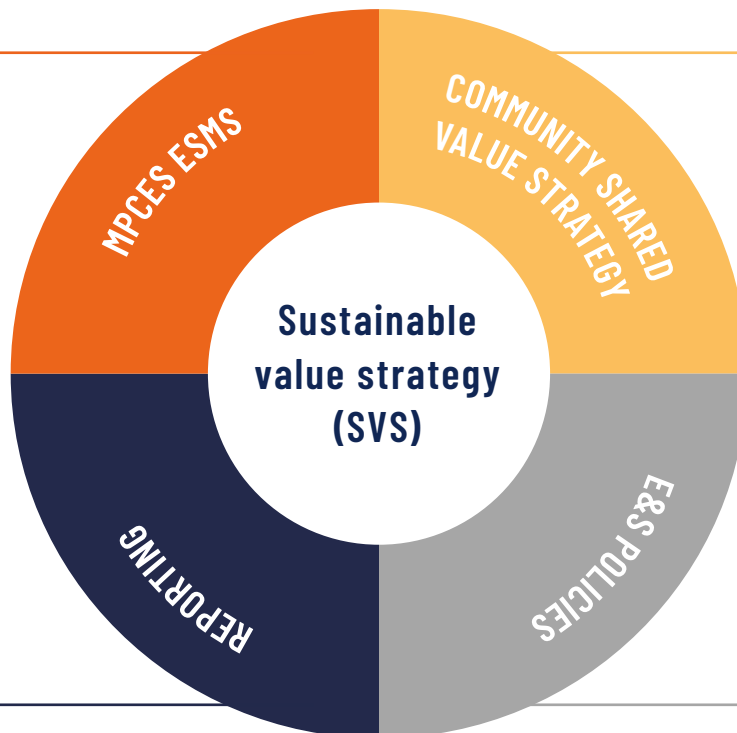 MPCES ESMS
COMMUNITY SHARED
VALUE STRATEGY
Sustainable
value strategy
(SVS)
REPORTING
E&S POLICIES